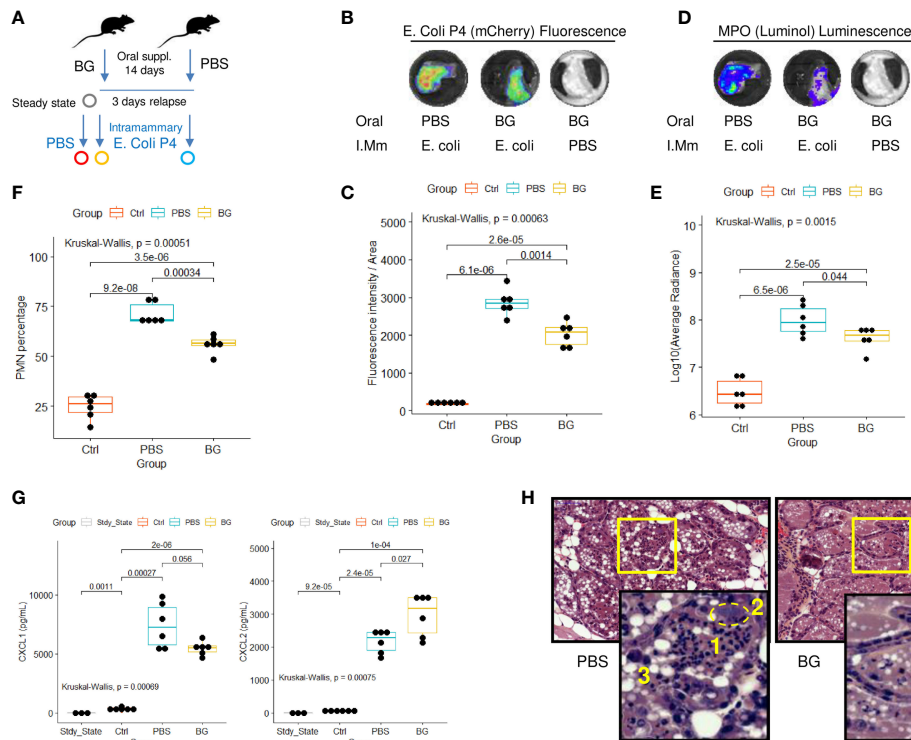 A
BG
Oral suppl.
14 days
PBS
Steady state
3 days relapse
PBS
Intramammary
E. Coli P4
B
E. Coli P4 (mCherry) Fluorescence
Oral PBS BG BG
I.Mm E. coli E. coli PBS
D
MPO (Luminol) Luminescence
Oral PBS BG BG
I.Mm E. coli E. coli PBS
F
Group Ctrl PBS BG
Kruskal-Wallis, p = 0.00051
3.5e-06
0.00034
9.2e-08
PMN percentage
100
75
50
25
Ctrl PBS BG
Group
C
Group Ctrl PBS BG
Kruskal-Wallis, p = 0.00063
2.6e-05
0.0014
6.1e-06
Fluorescence intensity / Area
5000
4000
3000
2000
1000
0
Ctrl PBS BG
Group
E
Group Ctrl PBS BG
Kruskal-Wallis, p = 0.0015
2.5e-05
0.044
6.5e-06
Log10(Average Radiance)
10
9
8
7
6
Ctrl PBS BG
Group
G
Group Stdy_State Ctrl PBS BG
2e-06
0.056
0.00027
0.0011
CXCL1 (pg/mL)
10000
5000
0
Kruskal-Wallis, p = 0.00069
Stdy_State Ctrl PBS BG
Group Stdy_State Ctrl PBS BG
1e-04
0.027
2.4e-05
9.2e-05
CXCL2 (pg/mL)
5000
4000
3000
2000
1000
0
Kruskal-Wallis, p = 0.00075
Stdy_State Ctrl PBS BG
H
2
1
3
PBS
BG